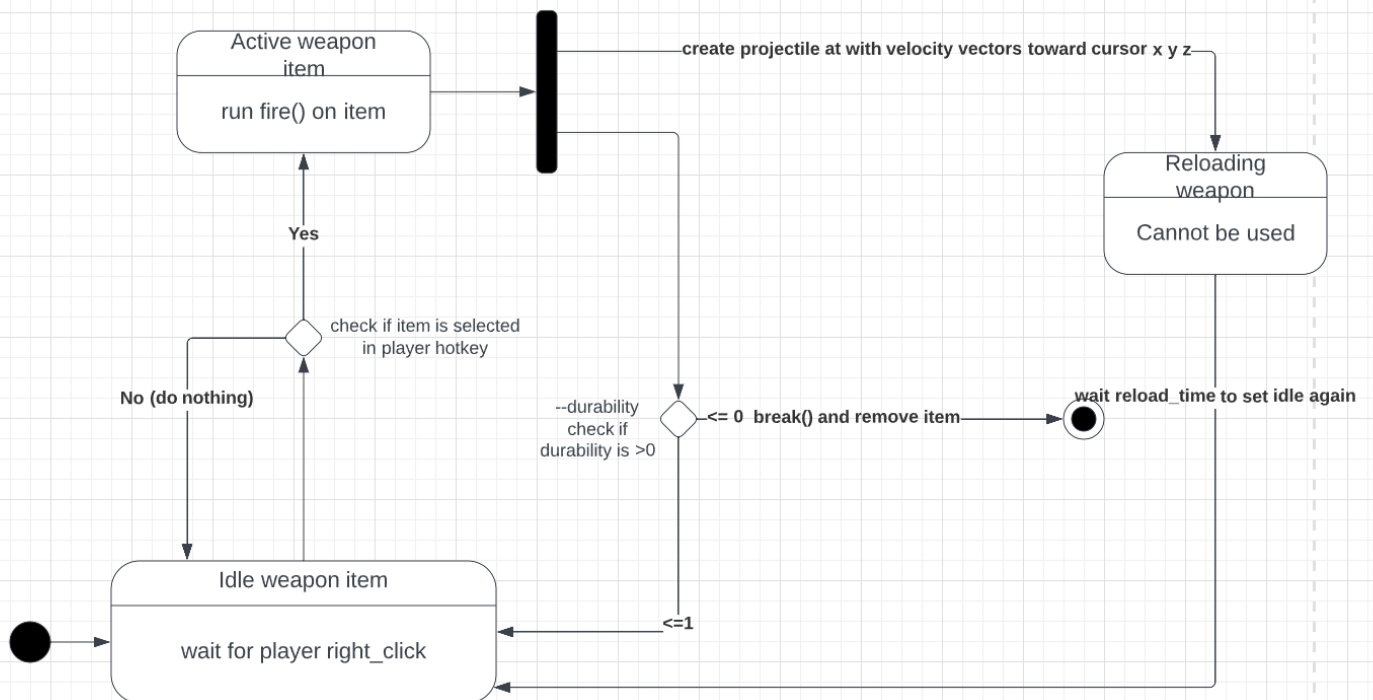 Active weapon
item
run fire() on item
create projectile at with velocity vectors toward cursor x y z
Reloading
weapon
Cannot be used
Yes
check if item is selected
in player hotkey
No (do nothing)
--durability
check if
durability is >0
<= 0  break() and remove item
wait reload_time to set idle again
Idle weapon item
wait for player right_click
<=1